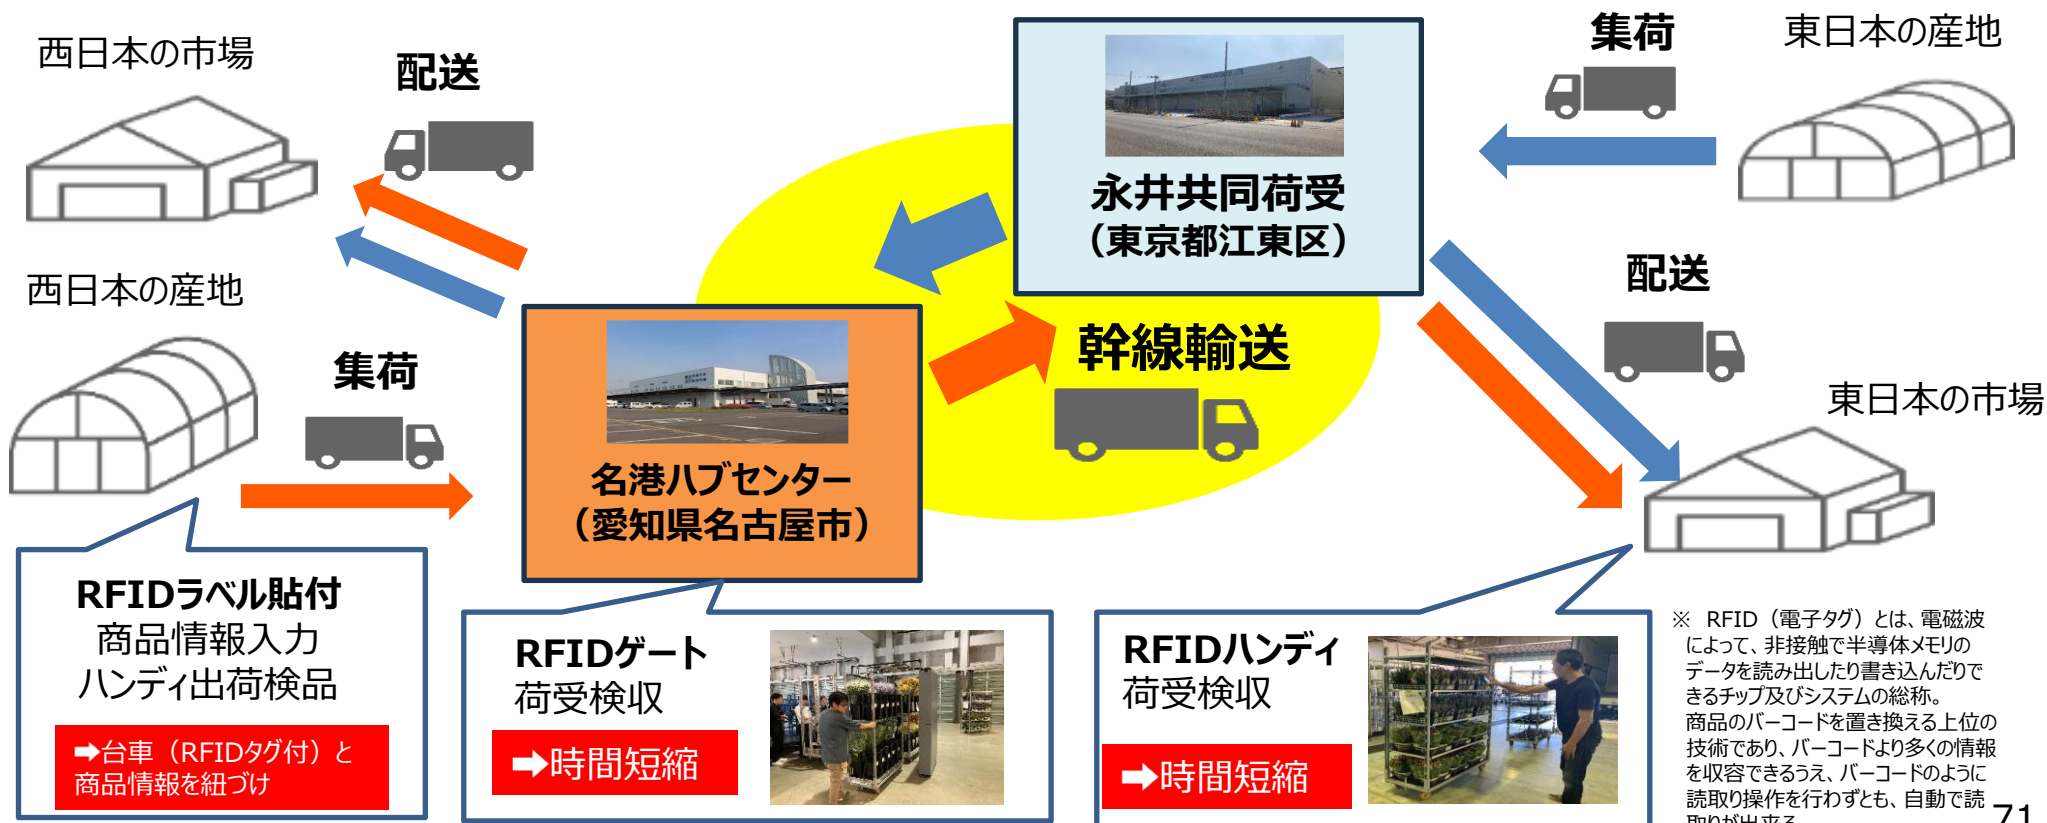 西日本の市場
配送
集荷
東日本の産地
永井共同荷受
（東京都江東区）
西日本の産地
集荷
配送
幹線輸送
東日本の市場
名港ハブセンター
（愛知県名古屋市）
RFIDラベル貼付
商品情報入力
ハンディ出荷検品
➡台車（RFIDタグ付）と
商品情報を紐づけ
RFIDゲート
荷受検収
➡時間短縮
RFIDハンディ
荷受検収
➡時間短縮
※ RFID（電子タグ）とは、電磁波
によって、非接触で半導体メモリの
データを読み出したり書き込んだりで
きるチップ及びシステムの総称。
商品のバーコードを置き換える上位の
技術であり、バーコードより多くの情報
を収容できるうえ、バーコードのように
読取り操作を行わずとも、自動で読
取りが出来る
71